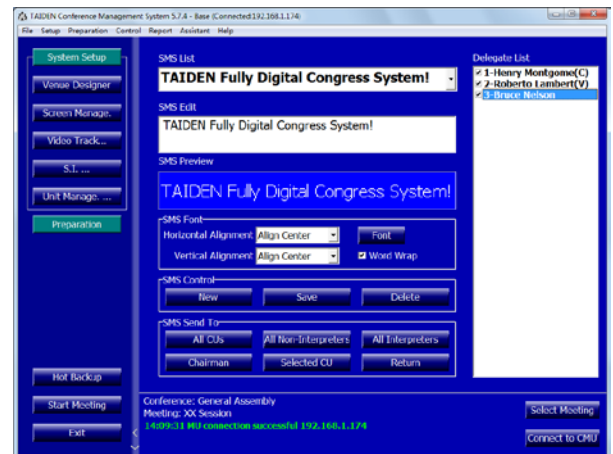 TAIDEN Conference Management System 5.7.4 - Base (Connected:192.168.1.174)
File Setup Preparation Control Report Assistant Help
System Setup
Venue Designer
Screen Manage.
Video Track...
S.I. ...
Unit Manage. ...
Preparation
Hot Backup
Start Meeting
Exit
SMS List
TAIDEN Fully Digital Congress System!
SMS Edit
TAIDEN Fully Digital Congress System!
SMS Preview
TAIDEN Fully Digital Congress System!
SMS Font
Horizontal Alignment Align Center Font
Vertical Alignment Align Center Word Wrap
SMS Control
New Save Delete
SMS Send To
All CUs All Non-Interpreters All Interpreters
Chairman Selected CU Return
Delegate List
1-Henry Montgome(C)
2-Roberto Lambert(V)
3-Bruce Nelson
Conference: General Assembly
Meeting: XX Session
14:09:31 MU connection successful 192.168.1.174
Select Meeting
Connect to CMU